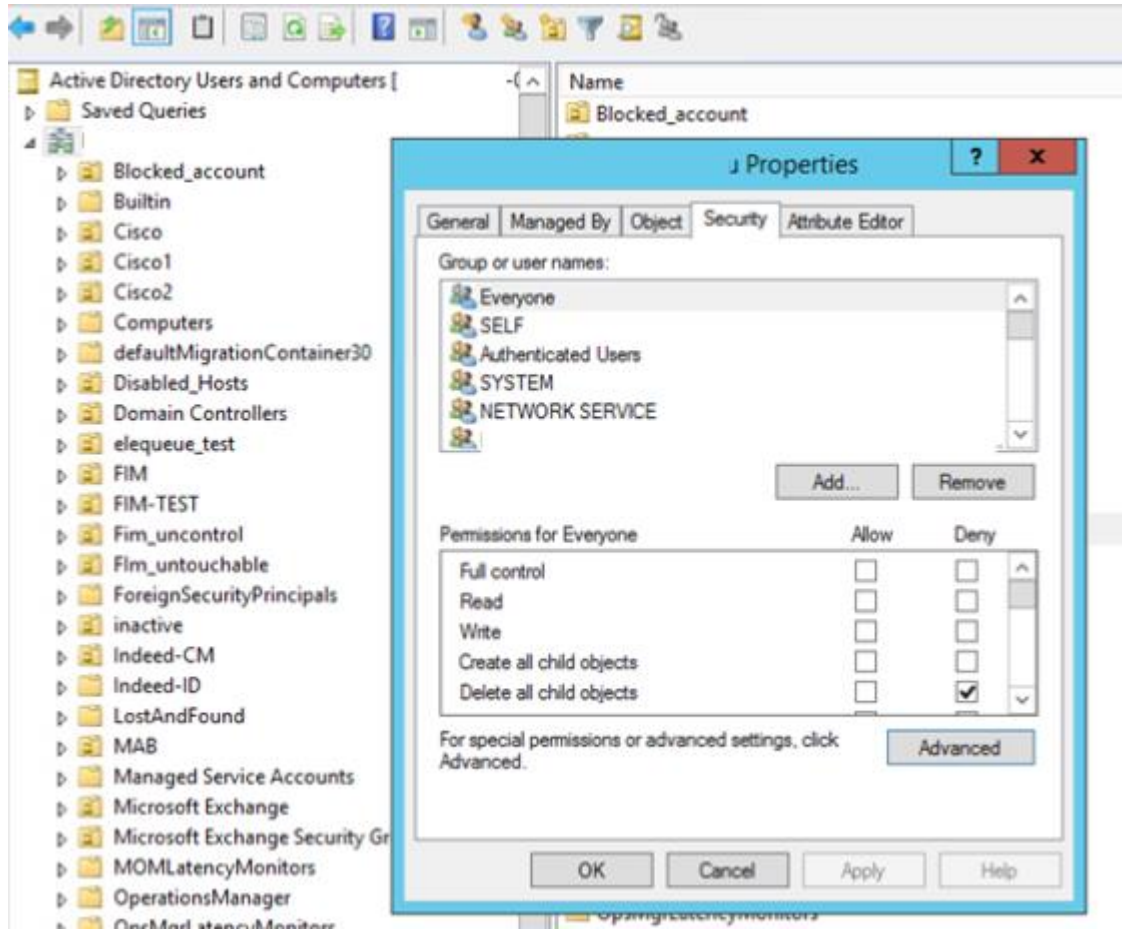 Active Directory Users and Computers [
Saved Queries
Blocked_account
Builtin
Cisco
Cisco1
Cisco2
Computers
defaultMigrationContainer30
Disabled_Hosts
Domain Controllers
elequeue_test
FIM
FIM-TEST
Fim_uncontrol
FIm_untouchable
ForeignSecurityPrincipals
inactive
Indeed-CM
Indeed-ID
LostAndFound
MAB
Managed Service Accounts
Microsoft Exchange
Microsoft Exchange Security Gr
MOMLatencyMonitors
OperationsManager
OpsMgrLatencyMonitors
Name
Blocked_account
Properties
? x
General Managed By Object Security Attribute Editor
Group or user names:
Everyone
SELF
Authenticated Users
SYSTEM
NETWORK SERVICE
Add... Remove
Permissions for Everyone Allow Deny
Full control
Read
Write
Create all child objects
Delete all child objects
For special permissions or advanced settings, click
Advanced.
Advanced
OK Cancel Apply Help
OpsMgrLatencyMonitors